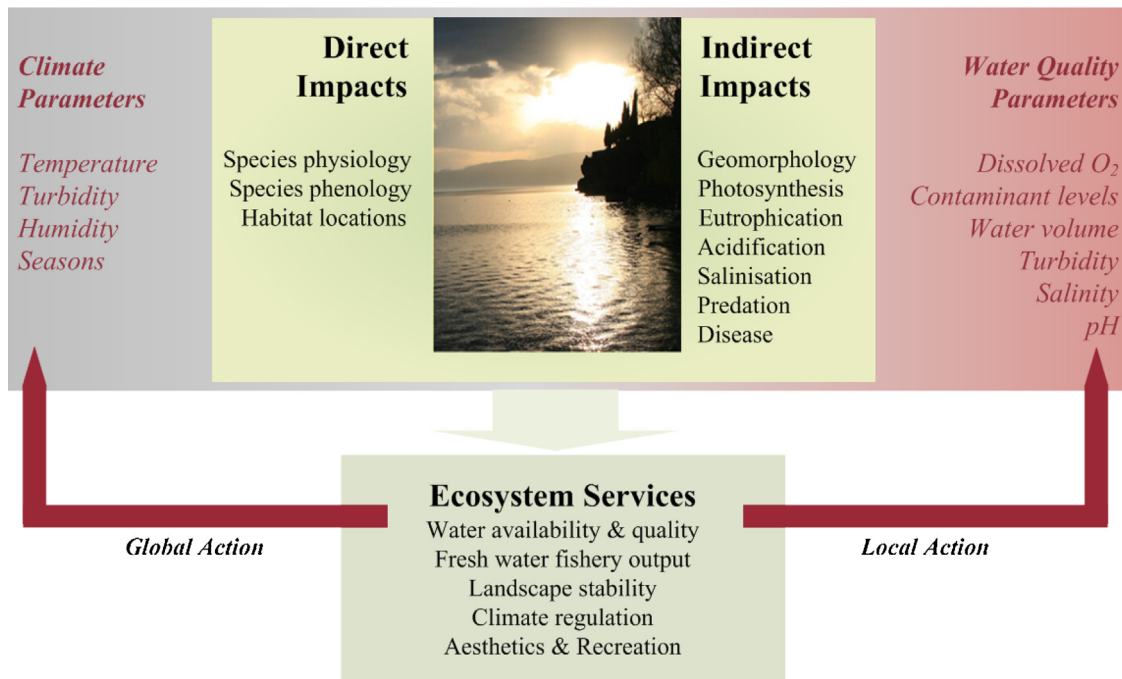 Climate
Parameters
Temperature
Turbidity
Humidity
Seasons
Direct
Impacts
Species physiology
Species phenology
Habitat locations
Indirect
Impacts
Geomorphology
Photosynthesis
Eutrophication
Acidification
Salinisation
Predation
Disease
Water Quality
Parameters
Dissolved O₂
Contaminant levels
Water volume
Turbidity
Salinity
pH
Ecosystem Services
Water availability & quality
Fresh water fishery output
Landscape stability
Climate regulation
Aesthetics & Recreation
Global Action
Local Action